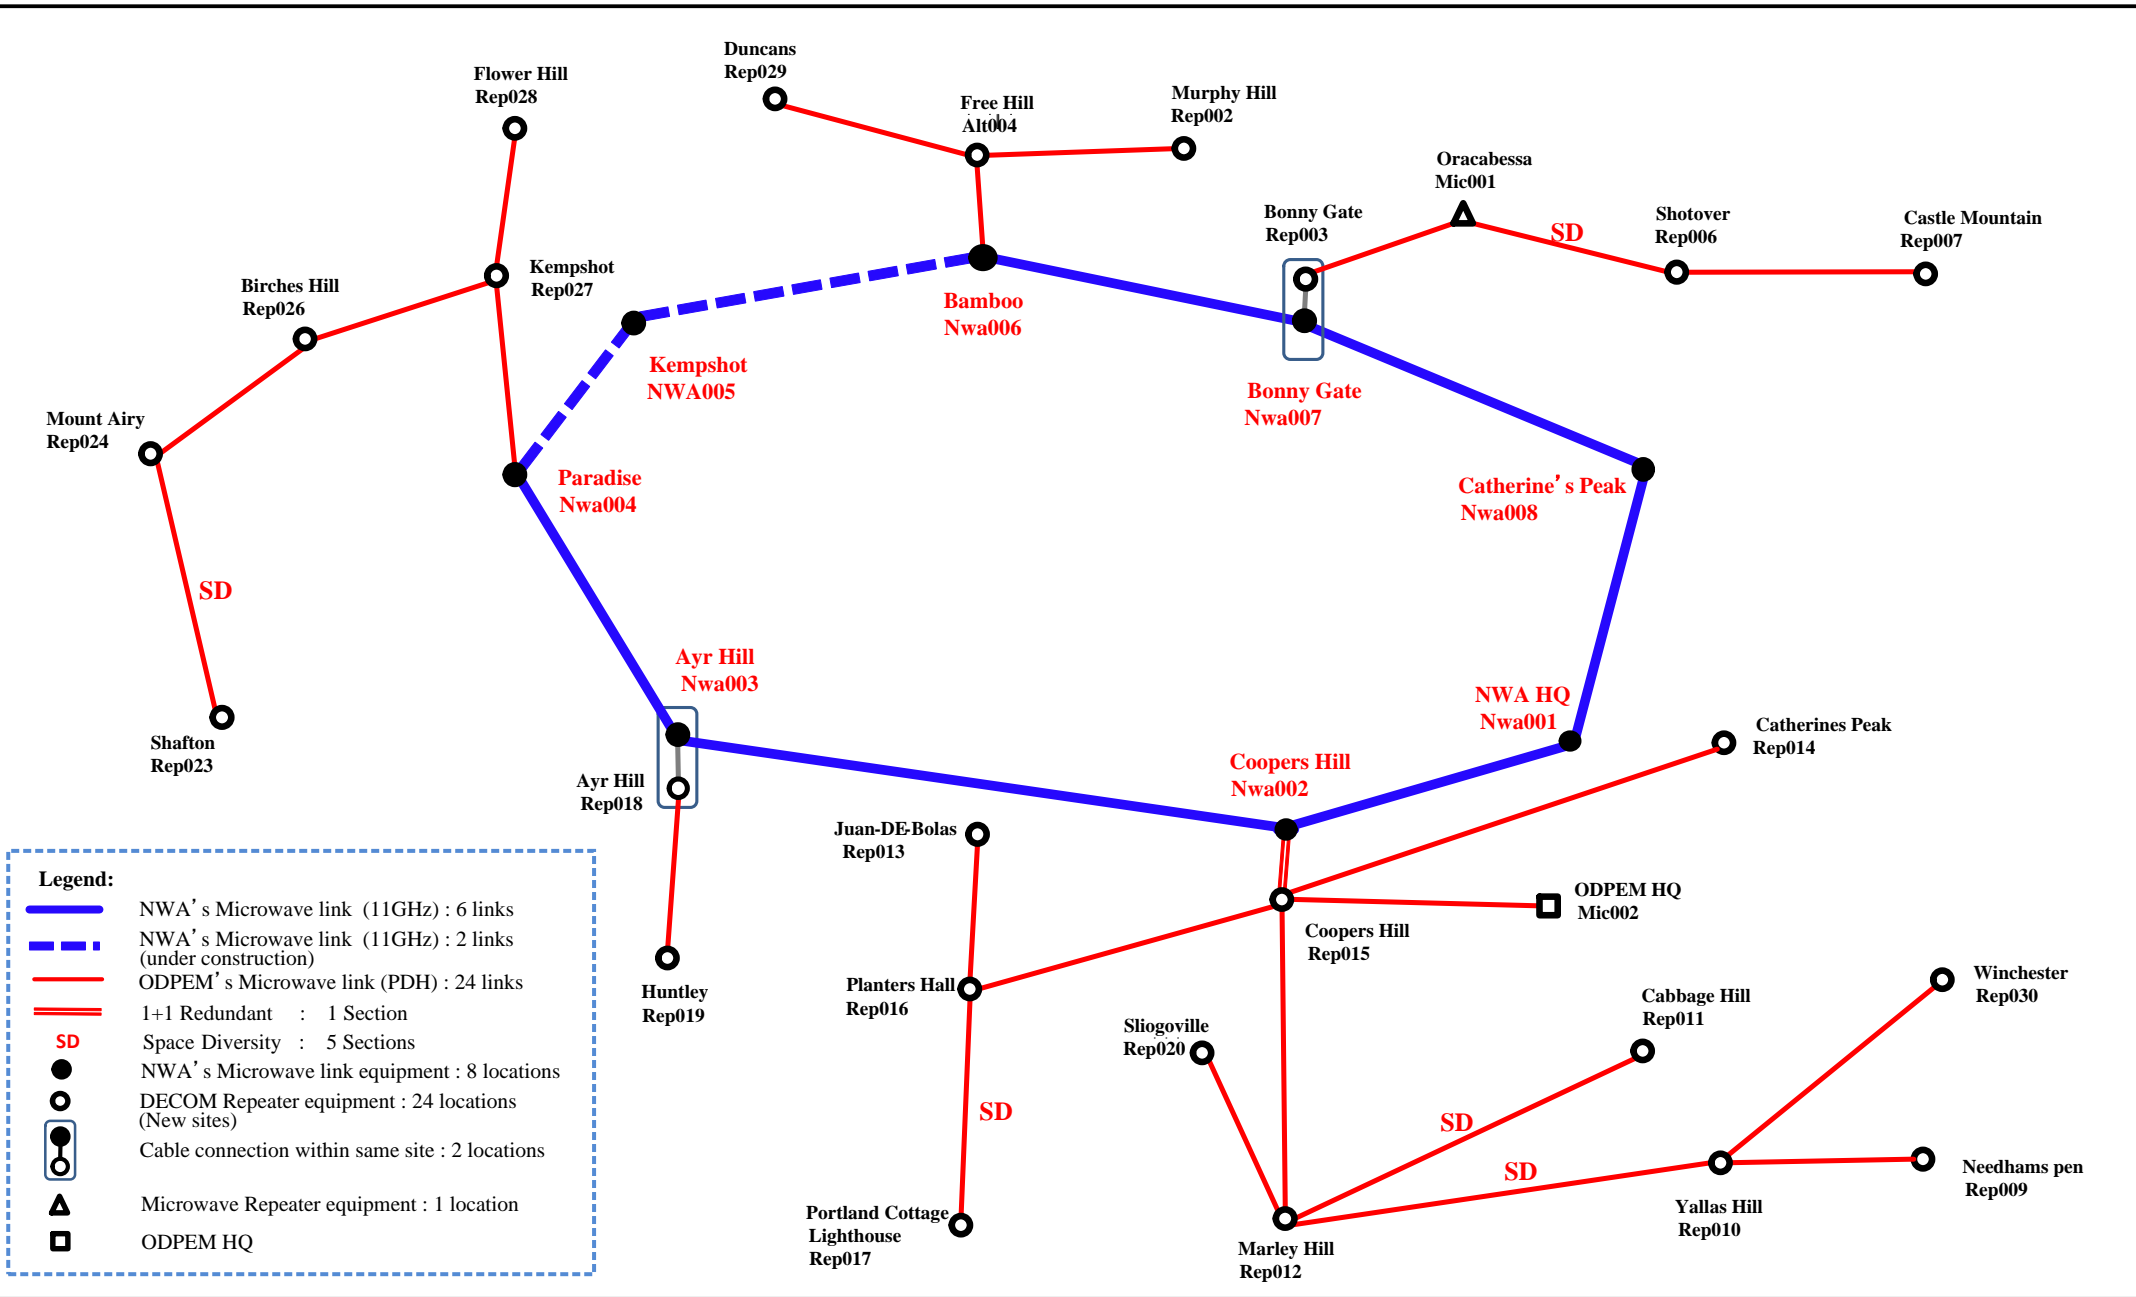 Duncans
Rep029
Flower Hill
Rep028
Free Hill
Alt004
Murphy Hill
Rep002
Oracabessa
Mic001
Bonny Gate
Rep003
SD
Shotover
Rep006
Castle Mountain
Rep007
Kempshot
Rep027
Birches Hill
Rep026
Bamboo
Nwa006
Kempshot
NWA005
Bonny Gate
Nwa007
Mount Airy
Rep024
Paradise
Nwa004
Catherine’s Peak
Nwa008
SD
Ayr Hill
Nwa003
NWA HQ
Nwa001
Shafton
Rep023
Catherines Peak
Rep014
Ayr Hill
Rep018
Coopers Hill
Nwa002
Juan-DE-Bolas
Rep013
ODPEM HQ
Mic002
Coopers Hill
Rep015
Huntley
Rep019
Planters Hall
Rep016
Winchester
Rep030
Cabbage Hill
Rep011
Sliogoville
Rep020
SD
SD
SD
Needhams pen
Rep009
Yallas Hill
Rep010
Portland Cottage
Lighthouse
Rep017
Marley Hill
Rep012
Legend:
NWA’s Microwave link (11GHz) : 6 links
NWA’s Microwave link (11GHz) : 2 links
(under construction)
ODPEM’s Microwave link (PDH) : 24 links
1+1 Redundant : 1 Section
SD Space Diversity : 5 Sections
NWA’s Microwave link equipment : 8 locations
DECOM Repeater equipment : 24 locations
(New sites)
Cable connection within same site : 2 locations
Microwave Repeater equipment : 1 location
ODPEM HQ